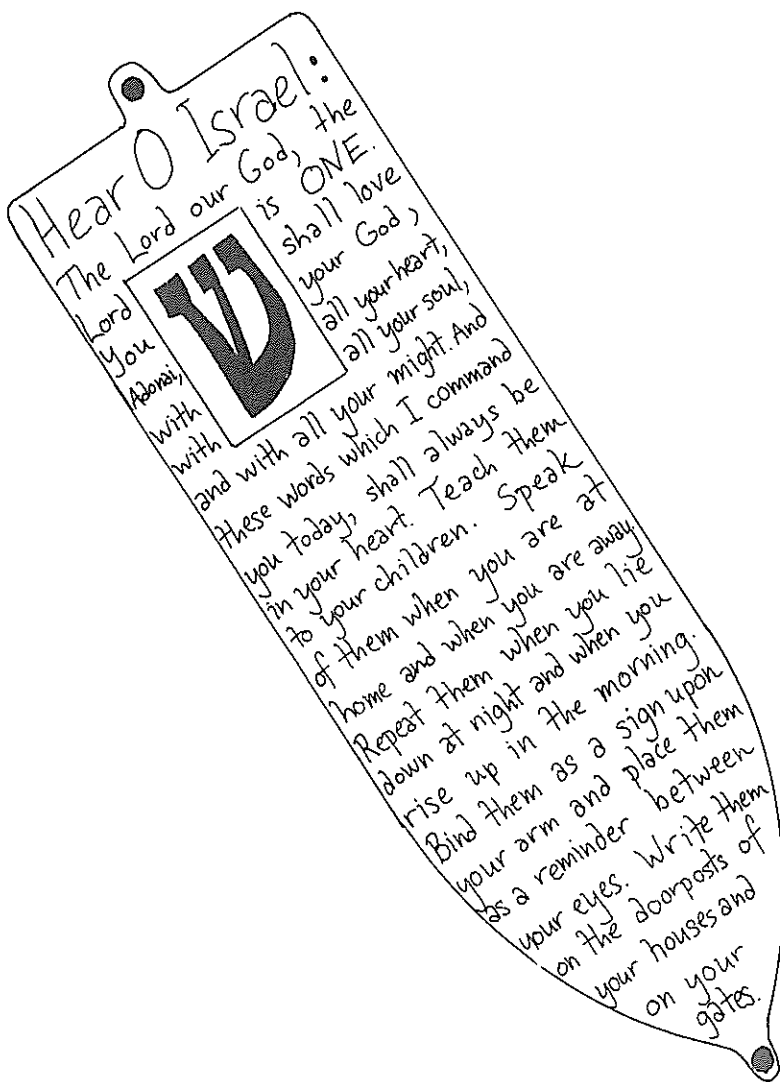 Hear O Israel:
The Lord our God, the
Lord is ONE.
You shall love
Adonai, your God,
with all your heart,
with all your soul,
ש
and with all your might. And
these words which I command
you today, shall always be
in your heart. Teach them
to your children. Speak
of them when you are at
home and when you are away.
Repeat them when you lie
down at night and when you
rise up in the morning.
Bind them as a sign upon
your arm and place them
as a reminder between
your eyes. Write them
on the doorposts of
your houses and
on your
gates.